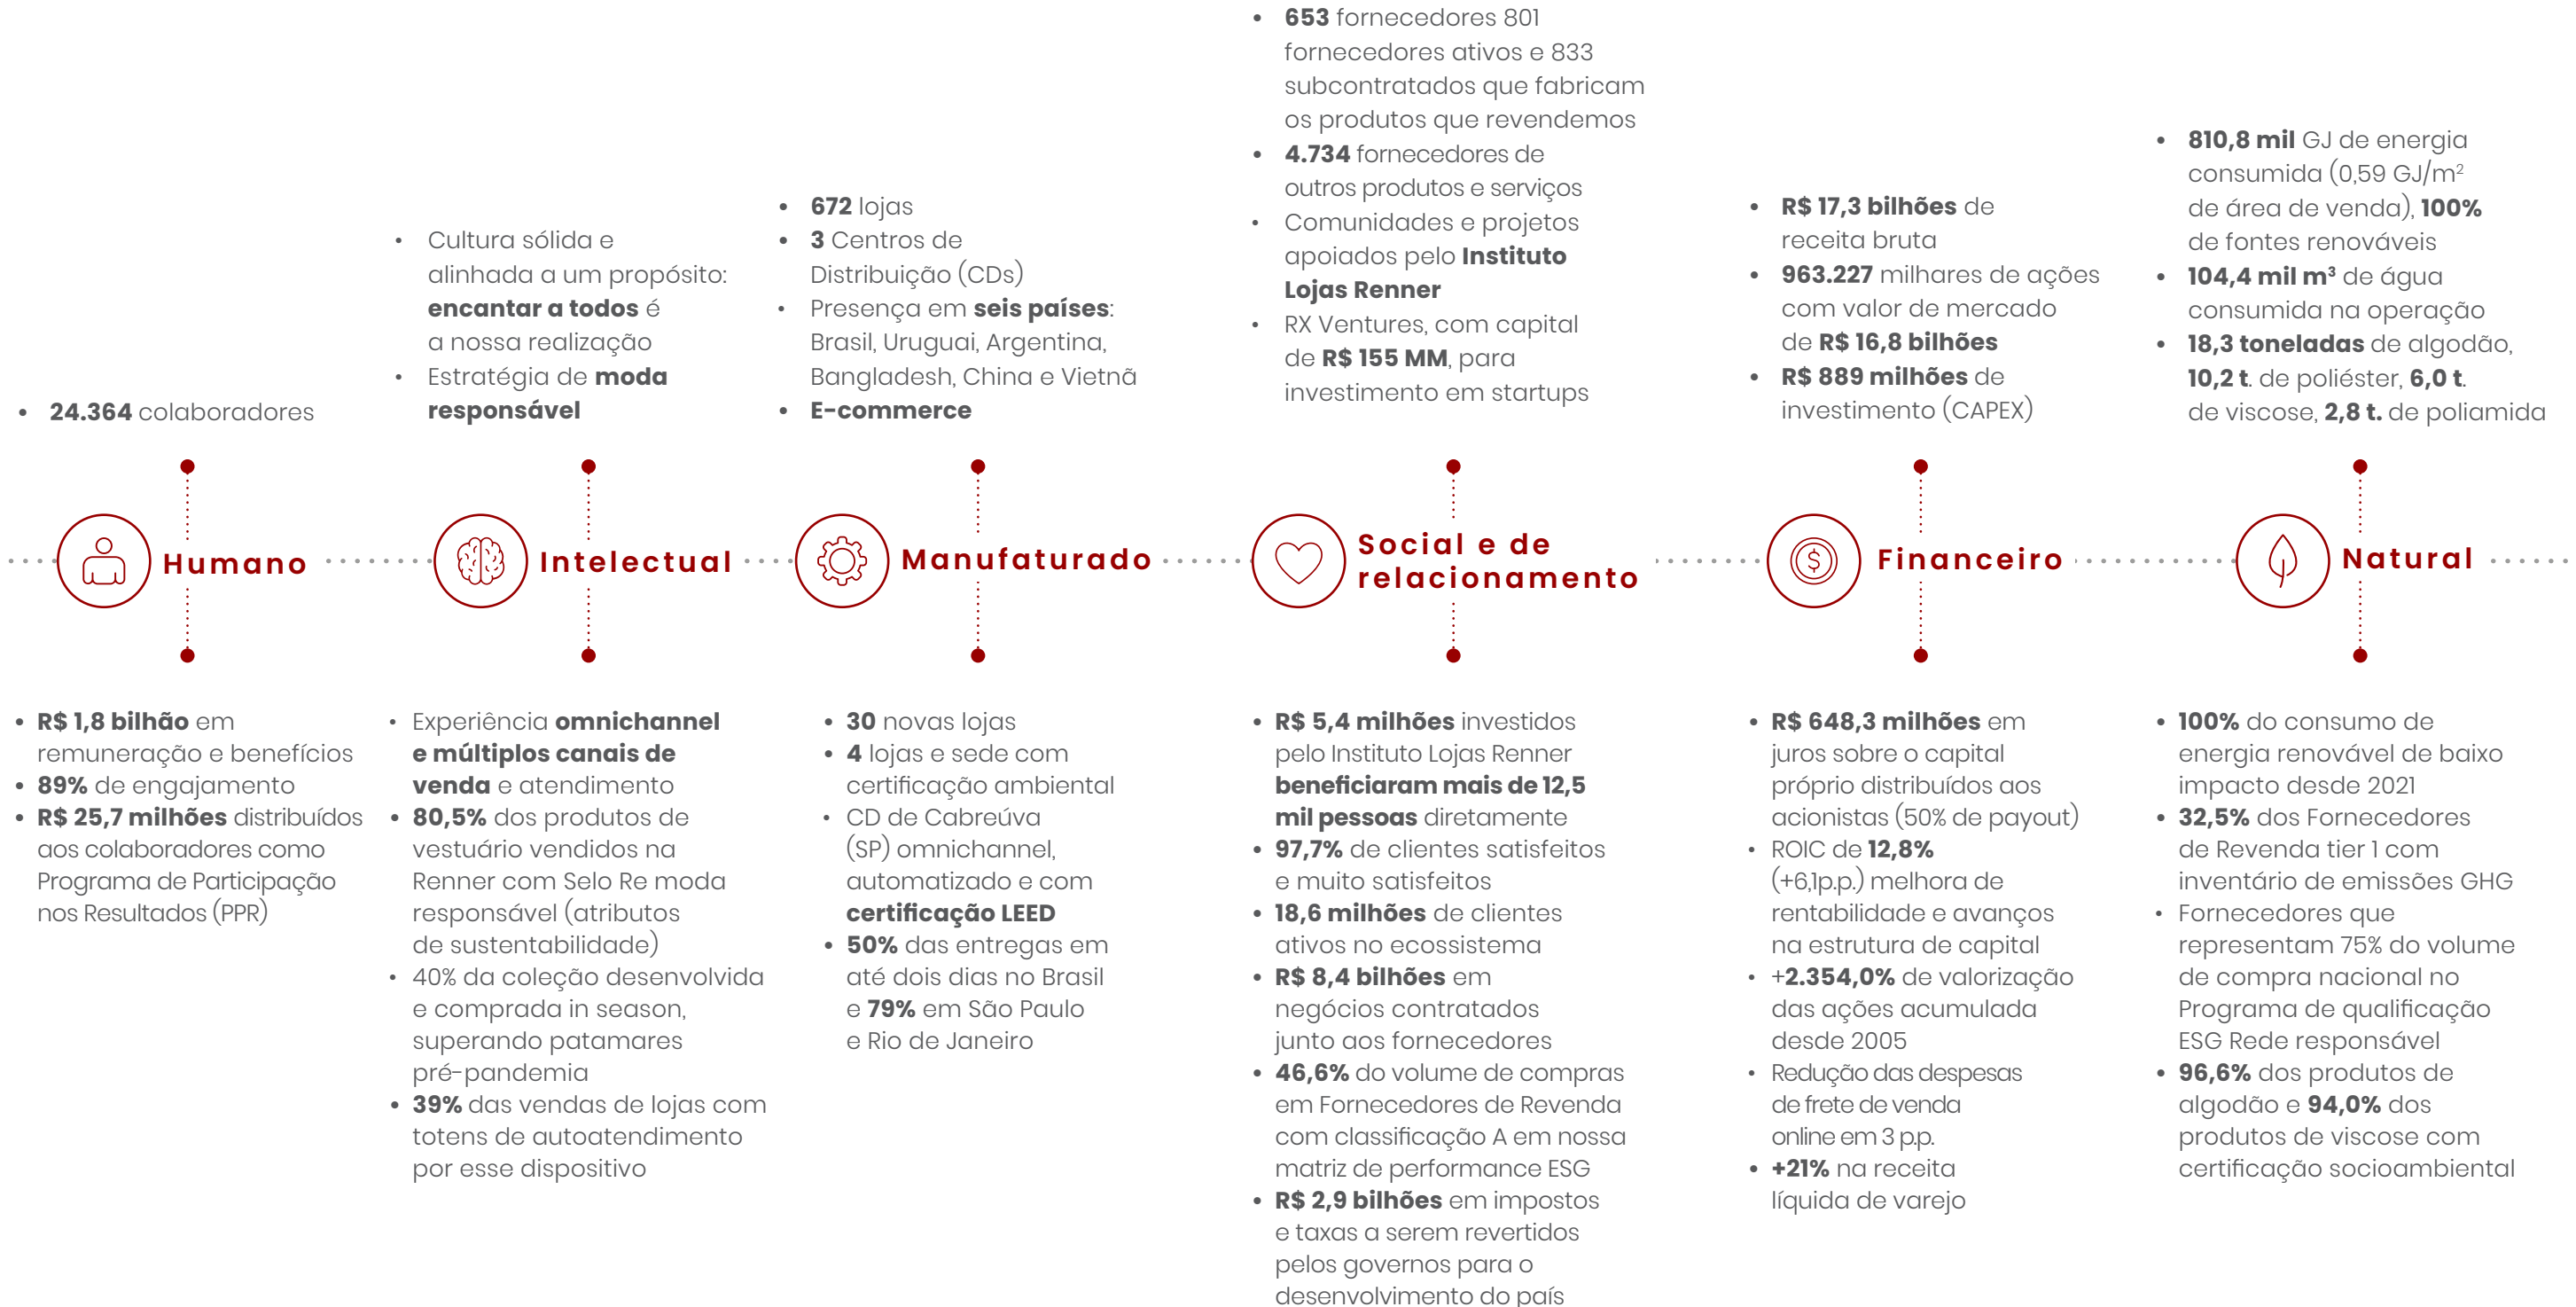 • 24.364 colaboradores
• Cultura sólida e
alinhada a um propósito:
encantar a todos é
a nossa realização
• Estratégia de moda
responsável
• 672 lojas
• 3 Centros de
Distribuição (CDs)
• Presença em seis países:
Brasil, Uruguai, Argentina,
Bangladesh, China e Vietnã
• E-commerce
• 653 fornecedores 801
fornecedores ativos e 833
subcontratados que fabricam
os produtos que revendemos
• 4.734 fornecedores de
outros produtos e serviços
• Comunidades e projetos
apoiados pelo Instituto
Lojas Renner
• RX Ventures, com capital
de R$ 155 MM, para
investimento em startups
• R$ 17,3 bilhões de
receita bruta
• 963.227 milhares de ações
com valor de mercado
de R$ 16,8 bilhões
• R$ 889 milhões de
investimento (CAPEX)
• 810,8 mil GJ de energia
consumida (0,59 GJ/m²
de área de venda), 100%
de fontes renováveis
• 104,4 mil m³ de água
consumida na operação
• 18,3 toneladas de algodão,
10,2 t. de poliéster, 6,0 t.
de viscose, 2,8 t. de poliamida
Humano
Intelectual
Manufaturado
Social e de
relacionamento
$
Financeiro
Natural
• R$ 1,8 bilhão em
remuneração e benefícios
• 89% de engajamento
• R$ 25,7 milhões distribuídos
aos colaboradores como
Programa de Participação
nos Resultados (PPR)
• Experiência omnichannel
e múltiplos canais de
venda e atendimento
• 80,5% dos produtos de
vestuário vendidos na
Renner com Selo Re moda
responsável (atributos
de sustentabilidade)
• 40% da coleção desenvolvida
e comprada in season,
superando patamares
pré-pandemia
• 39% das vendas de lojas com
totens de autoatendimento
por esse dispositivo
• 30 novas lojas
• 4 lojas e sede com
certificação ambiental
• CD de Cabreúva
(SP) omnichannel,
automatizado e com
certificação LEED
• 50% das entregas em
até dois dias no Brasil
e 79% em São Paulo
e Rio de Janeiro
• R$ 5,4 milhões investidos
pelo Instituto Lojas Renner
beneficiaram mais de 12,5
mil pessoas diretamente
• 97,7% de clientes satisfeitos
e muito satisfeitos
• 18,6 milhões de clientes
ativos no ecossistema
• R$ 8,4 bilhões em
negócios contratados
junto aos fornecedores
• 46,6% do volume de compras
em Fornecedores de Revenda
com classificação A em nossa
matriz de performance ESG
• R$ 2,9 bilhões em impostos
e taxas a serem revertidos
pelos governos para o
desenvolvimento do país
• R$ 648,3 milhões em
juros sobre o capital
próprio distribuídos aos
acionistas (50% de payout)
• ROIC de 12,8%
(+6,1p.p.) melhora de
rentabilidade e avanços
na estrutura de capital
• +2.354,0% de valorização
das ações acumulada
desde 2005
• Redução das despesas
de frete de venda
online em 3 p.p.
• +21% na receita
líquida de varejo
• 100% do consumo de
energia renovável de baixo
impacto desde 2021
• 32,5% dos Fornecedores
de Revenda tier 1 com
inventário de emissões GHG
• Fornecedores que
representam 75% do volume
de compra nacional no
Programa de qualificação
ESG Rede responsável
• 96,6% dos produtos de
algodão e 94,0% dos
produtos de viscose com
certificação socioambiental